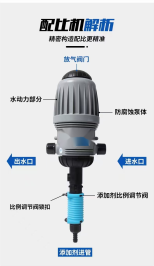 配比机解析
精密构造配比更精准
放气阀门
水动力部分
防腐蚀泵体
出水口
进水口
添加剂比例调节阀
比例调节阀锁扣
添加剂进管